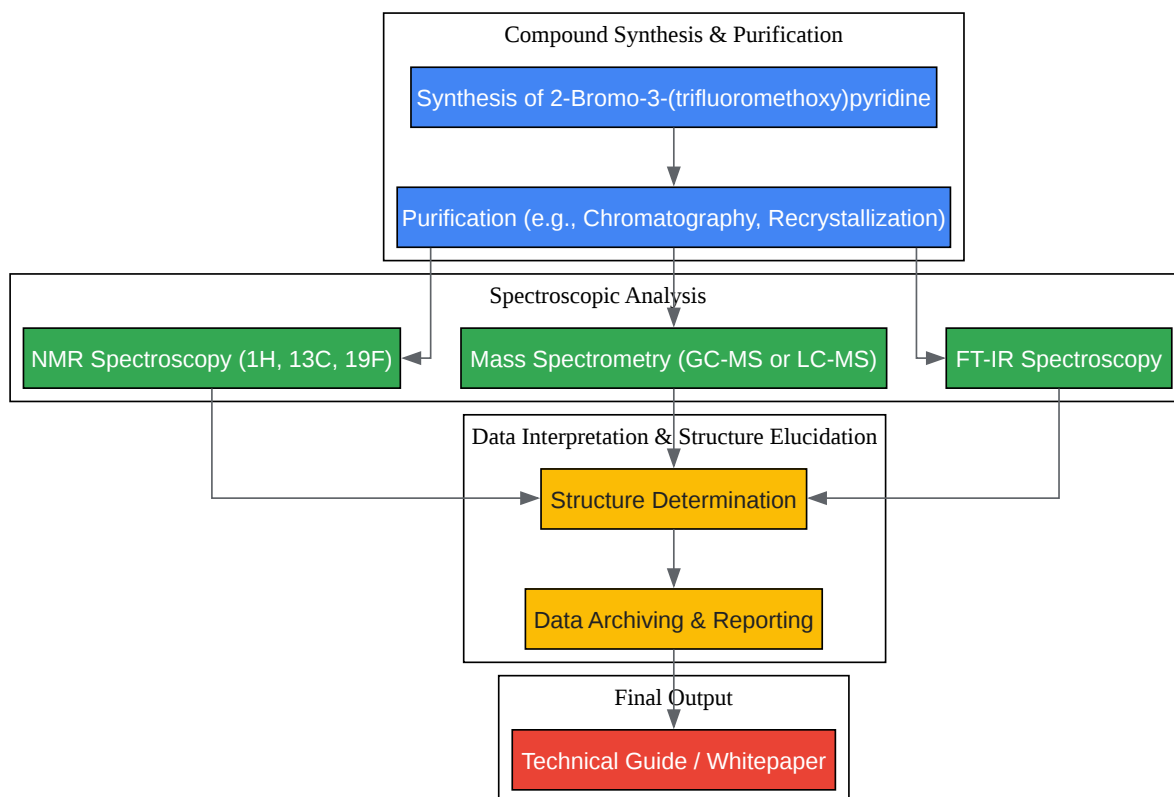 Compound Synthesis & Purification
Synthesis of 2-Bromo-3-(trifluoromethoxy)pyridine
Purification (e.g., Chromatography, Recrystallization)
Spectroscopic Analysis
NMR Spectroscopy (1H, 13C, 19F)
Mass Spectrometry (GC-MS or LC-MS)
FT-IR Spectroscopy
Data Interpretation & Structure Elucidation
Structure Determination
Data Archiving & Reporting
Final Output
Technical Guide / Whitepaper